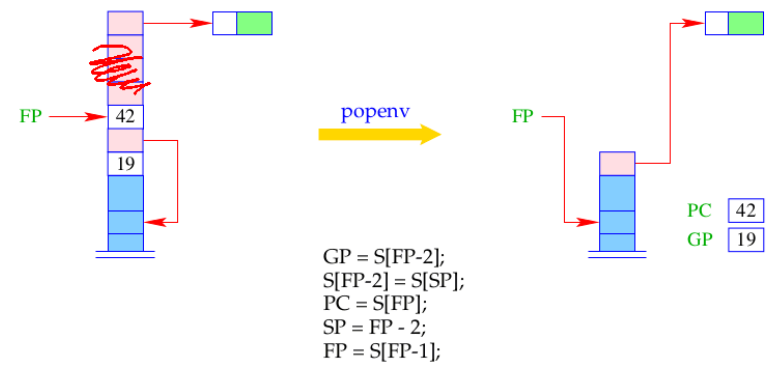 FP
42
19
popenv
GP = S[FP-2];
S[FP-2] = S[SP];
PC = S[FP];
SP = FP - 2;
FP = S[FP-1];
FP
PC 42
GP 19